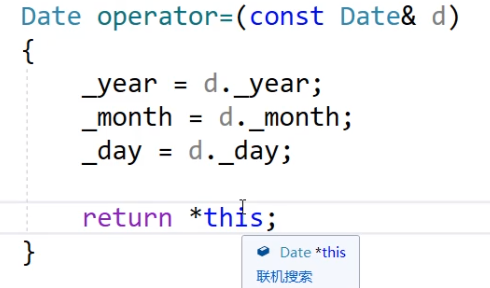 Date operator=(const Date& d)
{
_year = d._year;
_month = d._month;
_day = d._day;
return *this;
Date *this
联机搜索
}